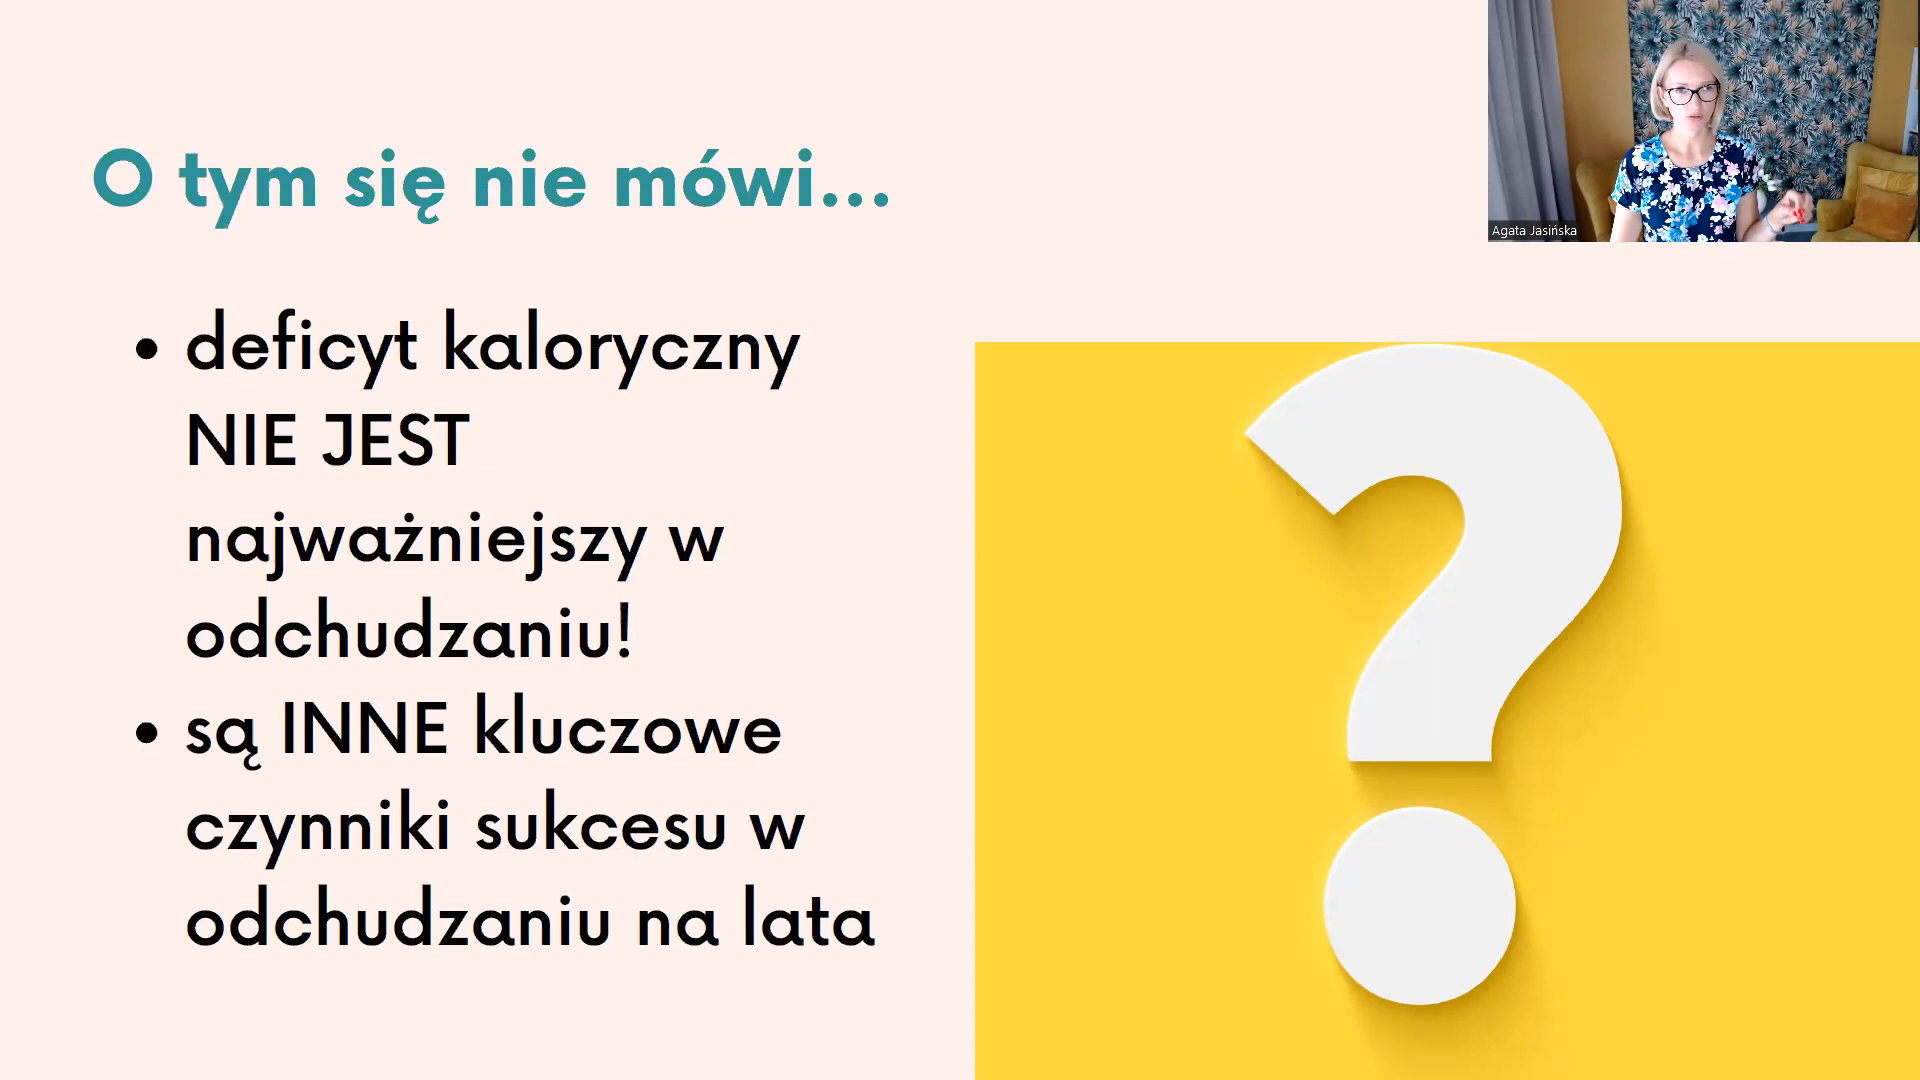 O tym się nie mówi...
• deficyt kaloryczny
NIE JEST
najważniejszy w
odchudzaniu!
• są INNE kluczowe
czynniki sukcesu w
odchudzaniu na lata
?
Agata Jasińska